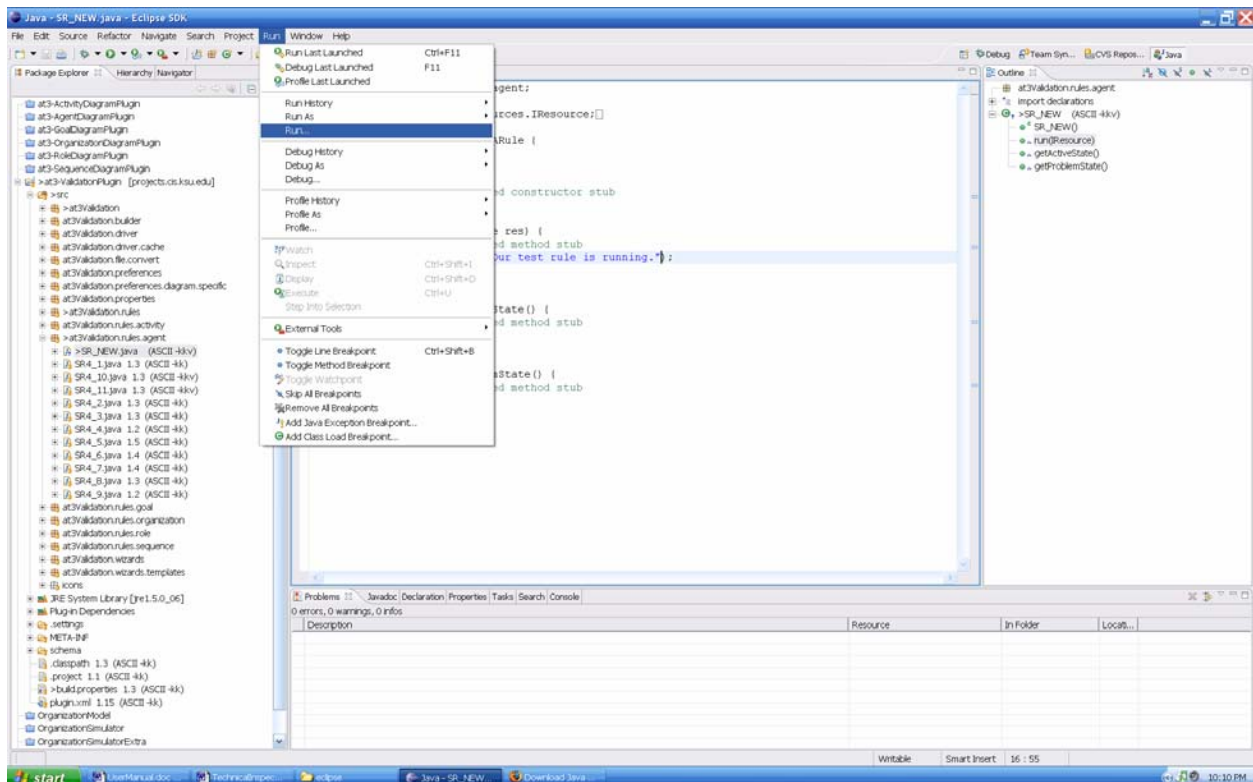 Java - SR_NEW.java - Eclipse SDK
File Edit Source Refactor Navigate Search Project Run Window Help
Debug Team Syn... CVS Repos... Java
Package Explorer Hierarchy Navigator
at3-ActivityDiagramPlugin
at3-AgentDiagramPlugin
at3-GoalDiagramPlugin
at3-OrganizationDiagramPlugin
at3-RoleDiagramPlugin
at3-SequenceDiagramPlugin
>at3-ValidationPlugin [projects.cis.ksu.edu]
>src
>at3Validation
at3Validation.builder
at3Validation.driver
at3Validation.driver.cache
at3Validation.file.convert
at3Validation.preferences
at3Validation.preferences.diagram.specific
at3Validation.properties
>at3Validation.rules
at3Validation.rules.activity
>at3Validation.rules.agent
>SR_NEW.java (ASCII -kkv)
SR4_1.java 1.3 (ASCII -kk)
SR4_10.java 1.3 (ASCII -kkv)
SR4_11.java 1.3 (ASCII -kkv)
SR4_2.java 1.3 (ASCII -kk)
SR4_3.java 1.3 (ASCII -kk)
SR4_4.java 1.2 (ASCII -kk)
SR4_5.java 1.5 (ASCII -kk)
SR4_6.java 1.4 (ASCII -kk)
SR4_7.java 1.4 (ASCII -kk)
SR4_8.java 1.3 (ASCII -kk)
SR4_9.java 1.2 (ASCII -kk)
at3Validation.rules.goal
at3Validation.rules.organization
at3Validation.rules.role
at3Validation.rules.sequence
at3Validation.wizards
at3Validation.wizards.templates
icons
JRE System Library [jre1.5.0_06]
Plug-in Dependencies
.settings
META-INF
schema
.classpath 1.3 (ASCII -kk)
.project 1.1 (ASCII -kk)
>build.properties 1.3 (ASCII -kk)
plugin.xml 1.15 (ASCII -kk)
OrganizationModel
OrganizationSimulator
OrganizationSimulatorExtra
Run Last Launched Ctrl+F11
Debug Last Launched F11
Profile Last Launched
Run History
Run As
Run...
Debug History
Debug As
Debug...
Profile History
Profile As
Profile...
Watch
Inspect Ctrl+Shift+I
Display Ctrl+Shift+D
Execute Ctrl+U
Step Into Selection
External Tools
Toggle Line Breakpoint Ctrl+Shift+B
Toggle Method Breakpoint
Toggle Watchpoint
Skip All Breakpoints
Remove All Breakpoints
Add Java Exception Breakpoint...
Add Class Load Breakpoint...
gent;
urces.IResource;
ARule {
ed constructor stub
e res) {
ed method stub
Our test rule is running.");
State() {
ed method stub
mState() {
ed method stub
Outline
at3Validation.rules.agent
import declarations
>SR_NEW (ASCII -kkv)
SR_NEW()
run(IResource)
getActiveState()
getProblemState()
Problems Javadoc Declaration Properties Tasks Search Console
0 errors, 0 warnings, 0 infos
Description Resource In Folder Locati...
Writable Smart Insert 16 : 55
start UserManual.doc ... TechnicalInspec... eclipse Java - SR_NEW... Download Java ... 10:10 PM